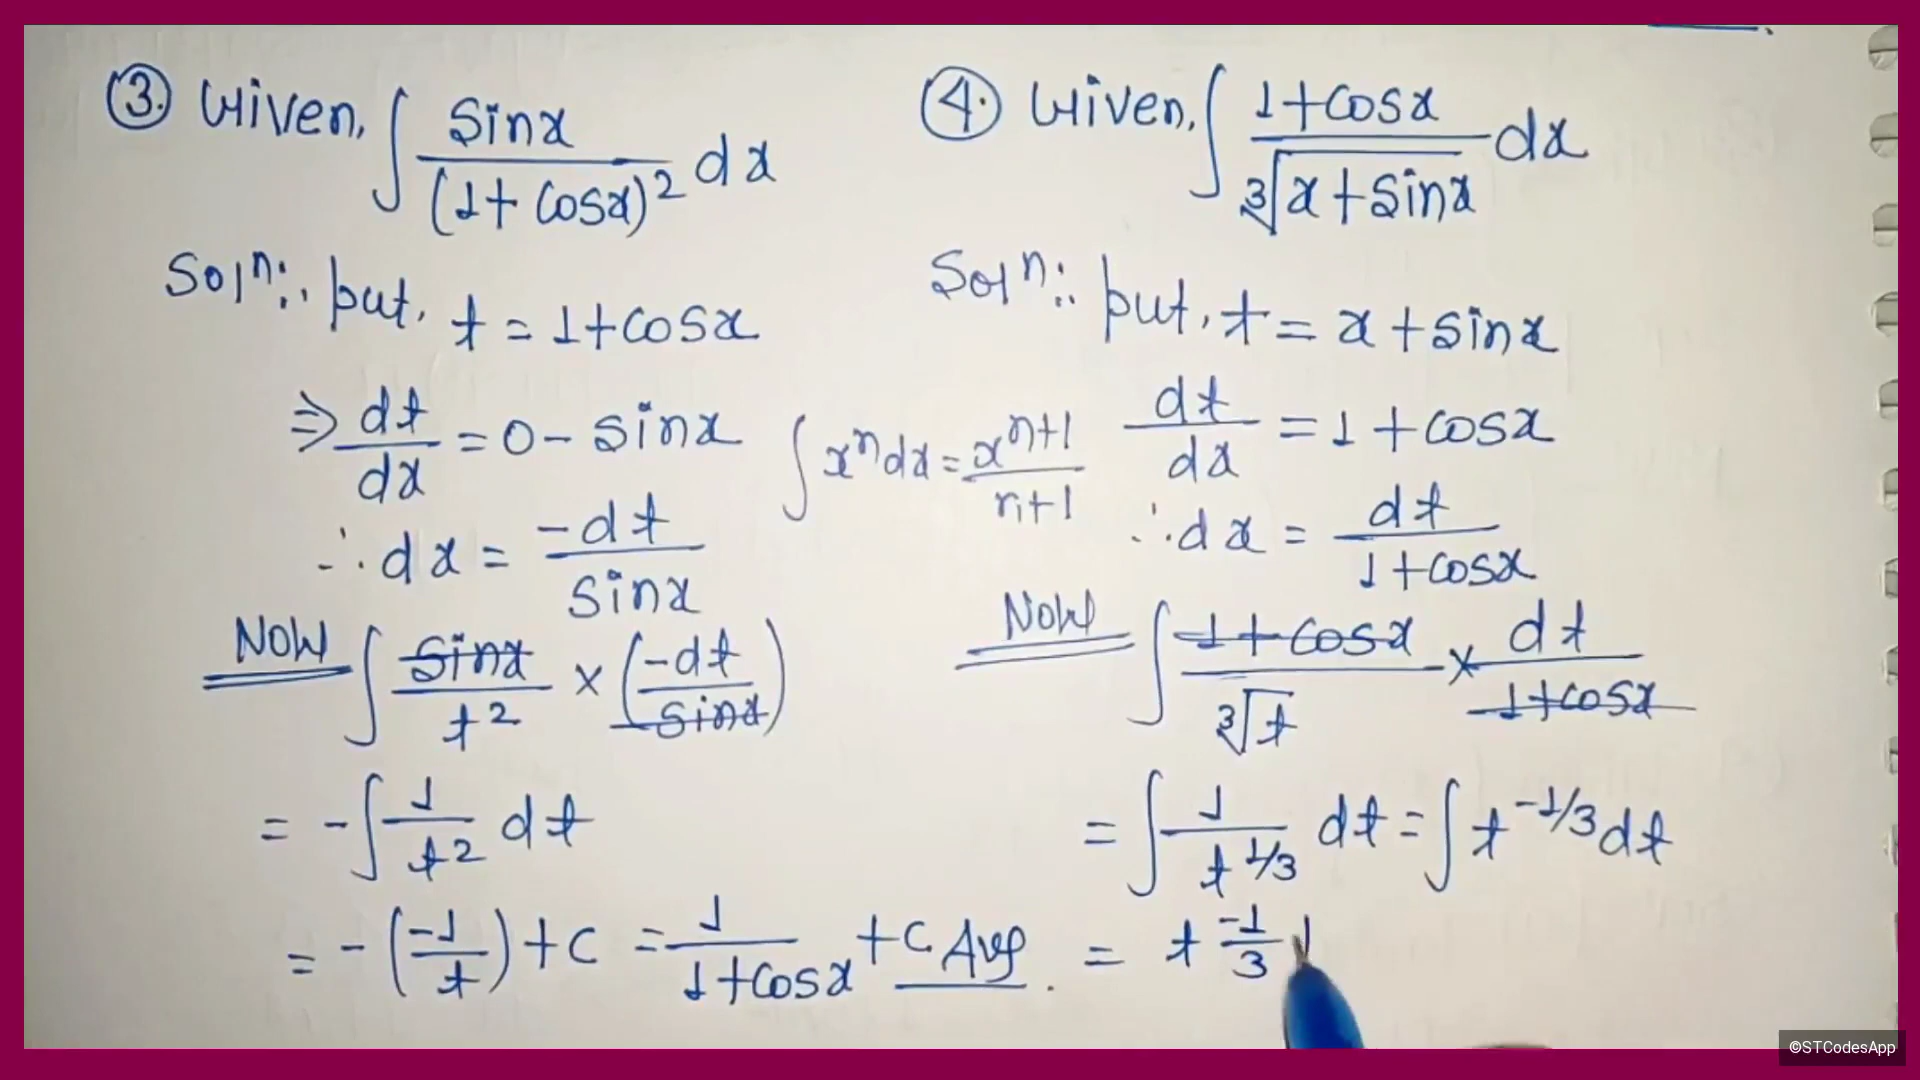 3. Given, ∫ sinx / (1+cosx)² dx
Solⁿ:. put, t = 1+cosx
⇒ dt/dx = 0 - sinx
∴ dx = -dt/sinx
Now ∫ sinx/t² × (-dt/sinx)
= -∫ 1/t² dt
= -(-1/t) + c = 1/(1+cosx) + c Ans.
∫ xⁿdx = xⁿ⁺¹/n+1
4. Given, ∫ 1+cosx / ∛(x+sinx) dx
Solⁿ:. put, t = x+sinx
dt/dx = 1+cosx
∴ dx = dt/1+cosx
Now ∫ 1+cosx/∛t × dt/1+cosx
= ∫ 1/t^1/3 dt = ∫ t^-1/3 dt
= t^-1/3
©STCodesApp